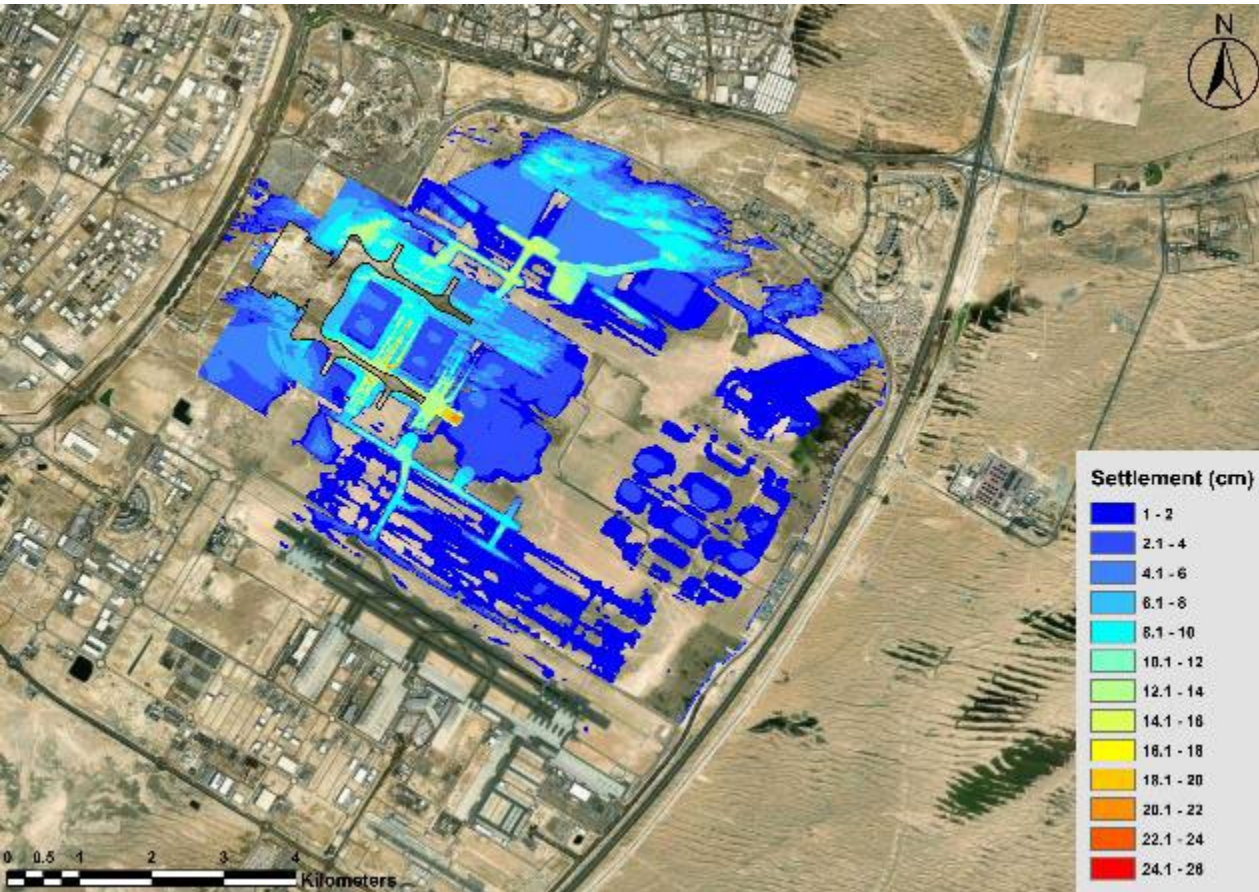 N
Settlement (cm)
1 - 2
2.1 - 4
4.1 - 6
6.1 - 8
8.1 - 10
10.1 - 12
12.1 - 14
14.1 - 16
16.1 - 18
18.1 - 20
20.1 - 22
22.1 - 24
24.1 - 26
0 0.5 1 2 3 4
Kilometers